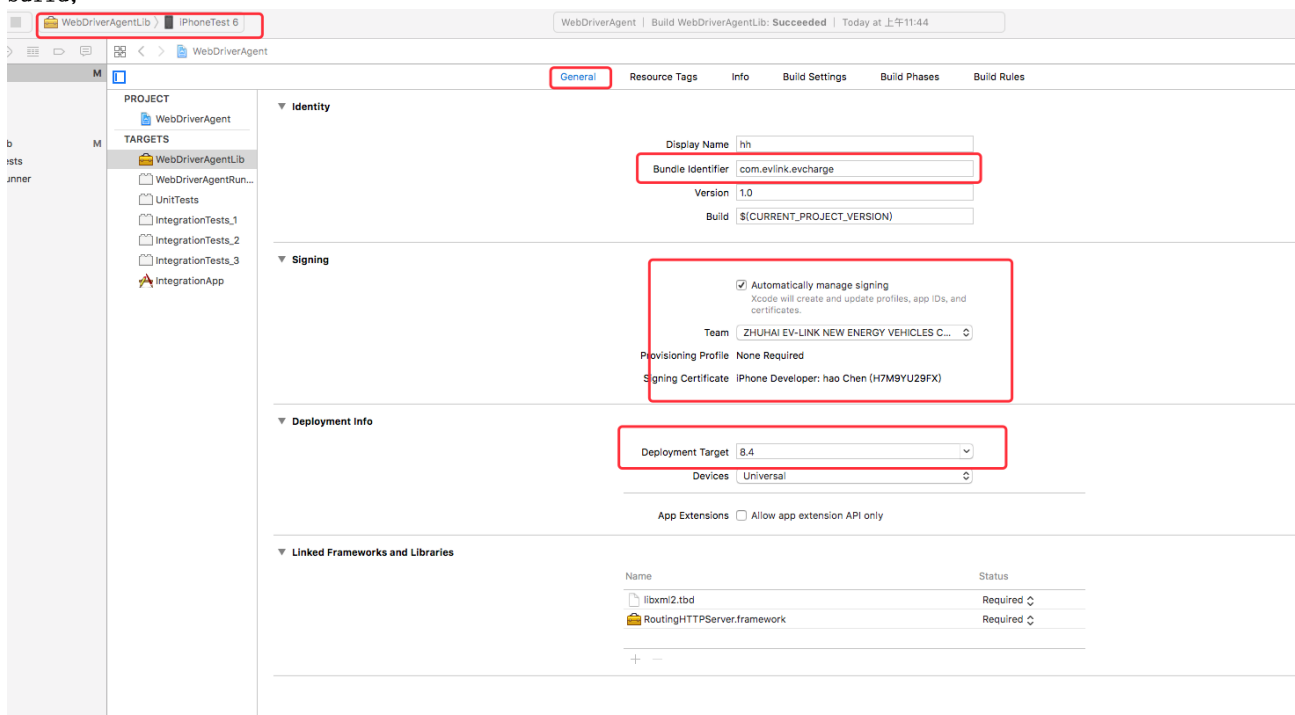 WebDriverAgentLib 〉 iPhoneTest 6
WebDriverAgent | Build WebDriverAgentLib: Succeeded | Today at 上午11:44
WebDriverAgent
M
General Resource Tags Info Build Settings Build Phases Build Rules
PROJECT
WebDriverAgent
TARGETS
b M
WebDriverAgentLib
ests
WebDriverAgentRun...
unner
UnitTests
IntegrationTests_1
IntegrationTests_2
IntegrationTests_3
IntegrationApp
Identity
Display Name hh
Bundle Identifier com.evlink.evcharge
Version 1.0
Build $(CURRENT_PROJECT_VERSION)
Signing
Automatically manage signing
Xcode will create and update profiles, app IDs, and
certificates.
Team ZHUHAI EV-LINK NEW ENERGY VEHICLES C...
Provisioning Profile None Required
Signing Certificate iPhone Developer: hao Chen (H7M9YU29FX)
Deployment Info
Deployment Target 8.4
Devices Universal
App Extensions Allow app extension API only
Linked Frameworks and Libraries
Name Status
libxml2.tbd Required
RoutingHTTPServer.framework Required